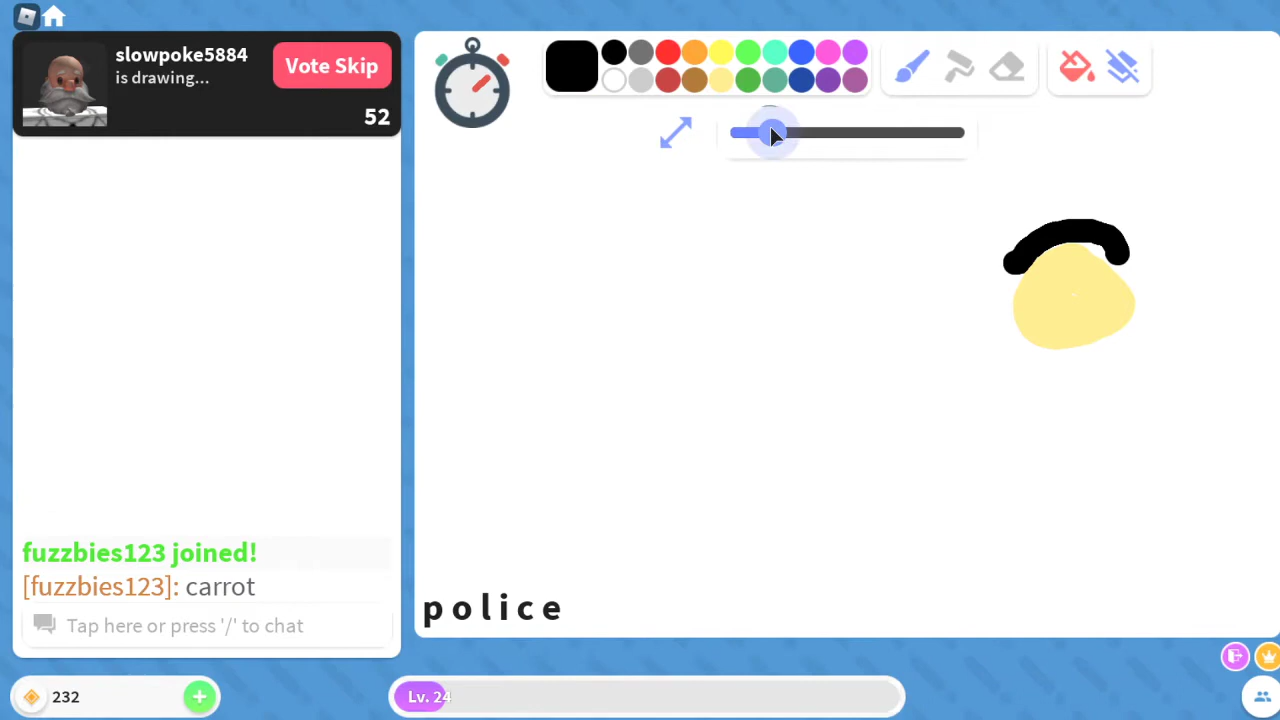 slowpoke5884
is drawing...
Vote Skip
52
fuzzbies123 joined!
[fuzzbies123]: carrot
Tap here or press '/' to chat
police
232
Lv. 24